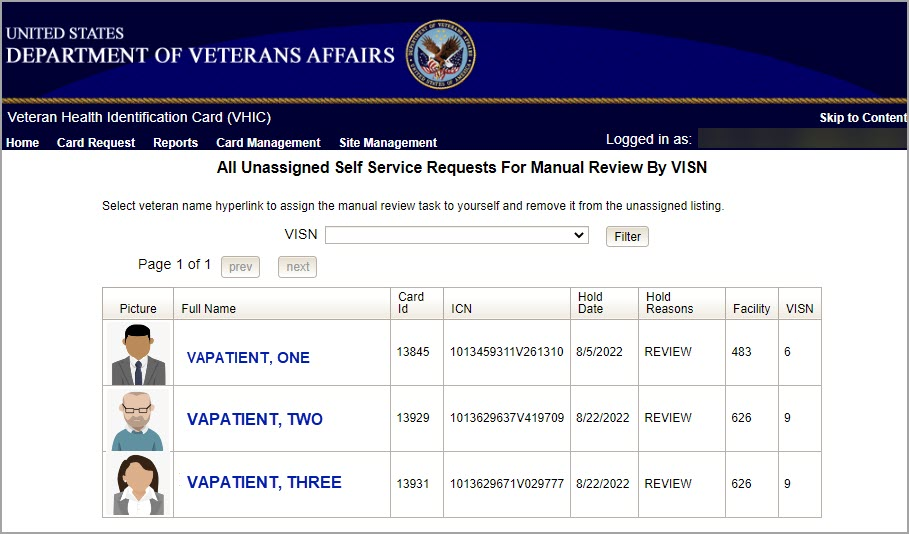 UNITED STATES
DEPARTMENT OF VETERANS AFFAIRS
Veteran Health Identification Card (VHIC)
Skip to Content
Home Card Request Reports Card Management Site Management
Logged in as:
All Unassigned Self Service Requests For Manual Review By VISN
Select veteran name hyperlink to assign the manual review task to yourself and remove it from the unassigned listing.
VISN Filter
Page 1 of 1 prev next
Picture Full Name Card Id ICN Hold Date Hold Reasons Facility VISN
VAPATIENT, ONE 13845 1013459311V261310 8/5/2022 REVIEW 483 6
VAPATIENT, TWO 13929 1013629637V419709 8/22/2022 REVIEW 626 9
VAPATIENT, THREE 13931 1013629671V029777 8/22/2022 REVIEW 626 9